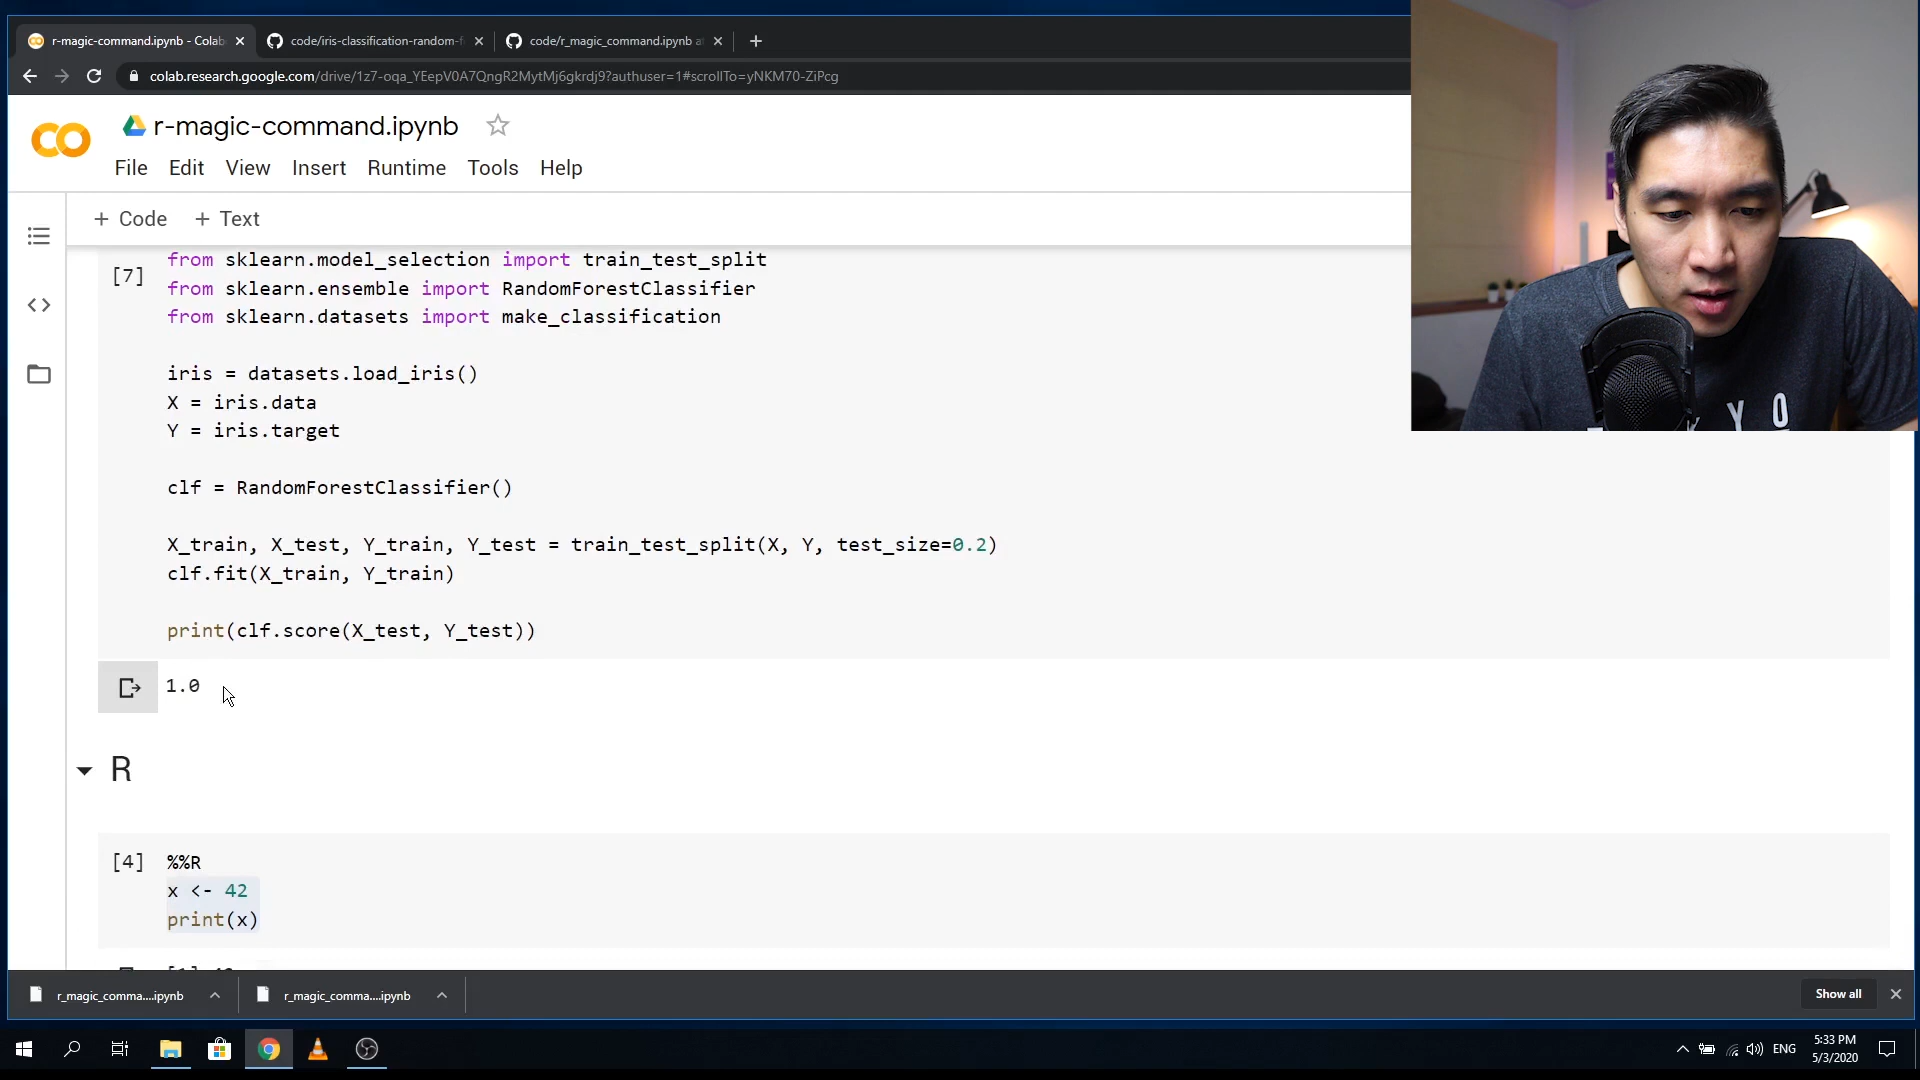 r-magic-command.ipynb - Colab
code/iris-classification-random-f
code/r_magic_command.ipynb a
colab.research.google.com/drive/1z7-oqa_YEepV0A7QngR2MytMj6gkrdj9?authuser=1#scrollTo=yNKM70-ZiPcg
r-magic-command.ipynb
File Edit View Insert Runtime Tools Help
+ Code + Text
from sklearn.model_selection import train_test_split
[7]
from sklearn.ensemble import RandomForestClassifier
from sklearn.datasets import make_classification
iris = datasets.load_iris()
X = iris.data
Y = iris.target
clf = RandomForestClassifier()
X_train, X_test, Y_train, Y_test = train_test_split(X, Y, test_size=0.2)
clf.fit(X_train, Y_train)
print(clf.score(X_test, Y_test))
1.0
R
[4] %%R
x <- 42
print(x)
r_magic_comma....ipynb
r_magic_comma....ipynb
Show all
ENG
5:33 PM
5/3/2020